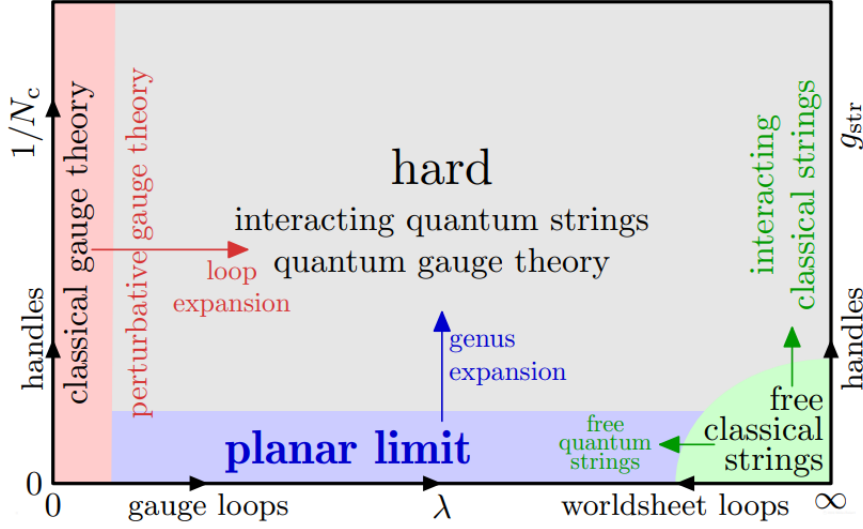 1/N_c
handles
0
classical gauge theory
perturbative gauge theory
loop
expansion
hard
interacting quantum strings
quantum gauge theory
genus
expansion
planar limit
free
quantum
strings
interacting
classical strings
free
classical
strings
g_str
handles
0
gauge loops
λ
worldsheet loops
∞